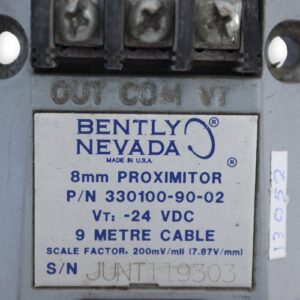 OUT COM VT
BENTLY ®
NEVADA ®
MADE IN U.S.A.
8mm PROXIMITOR
P/N 330100-90-02
VT: -24 VDC
9 METRE CABLE
SCALE FACTOR: 200mV/mil (7.87V/mm)
S/N JUNT119303
13052